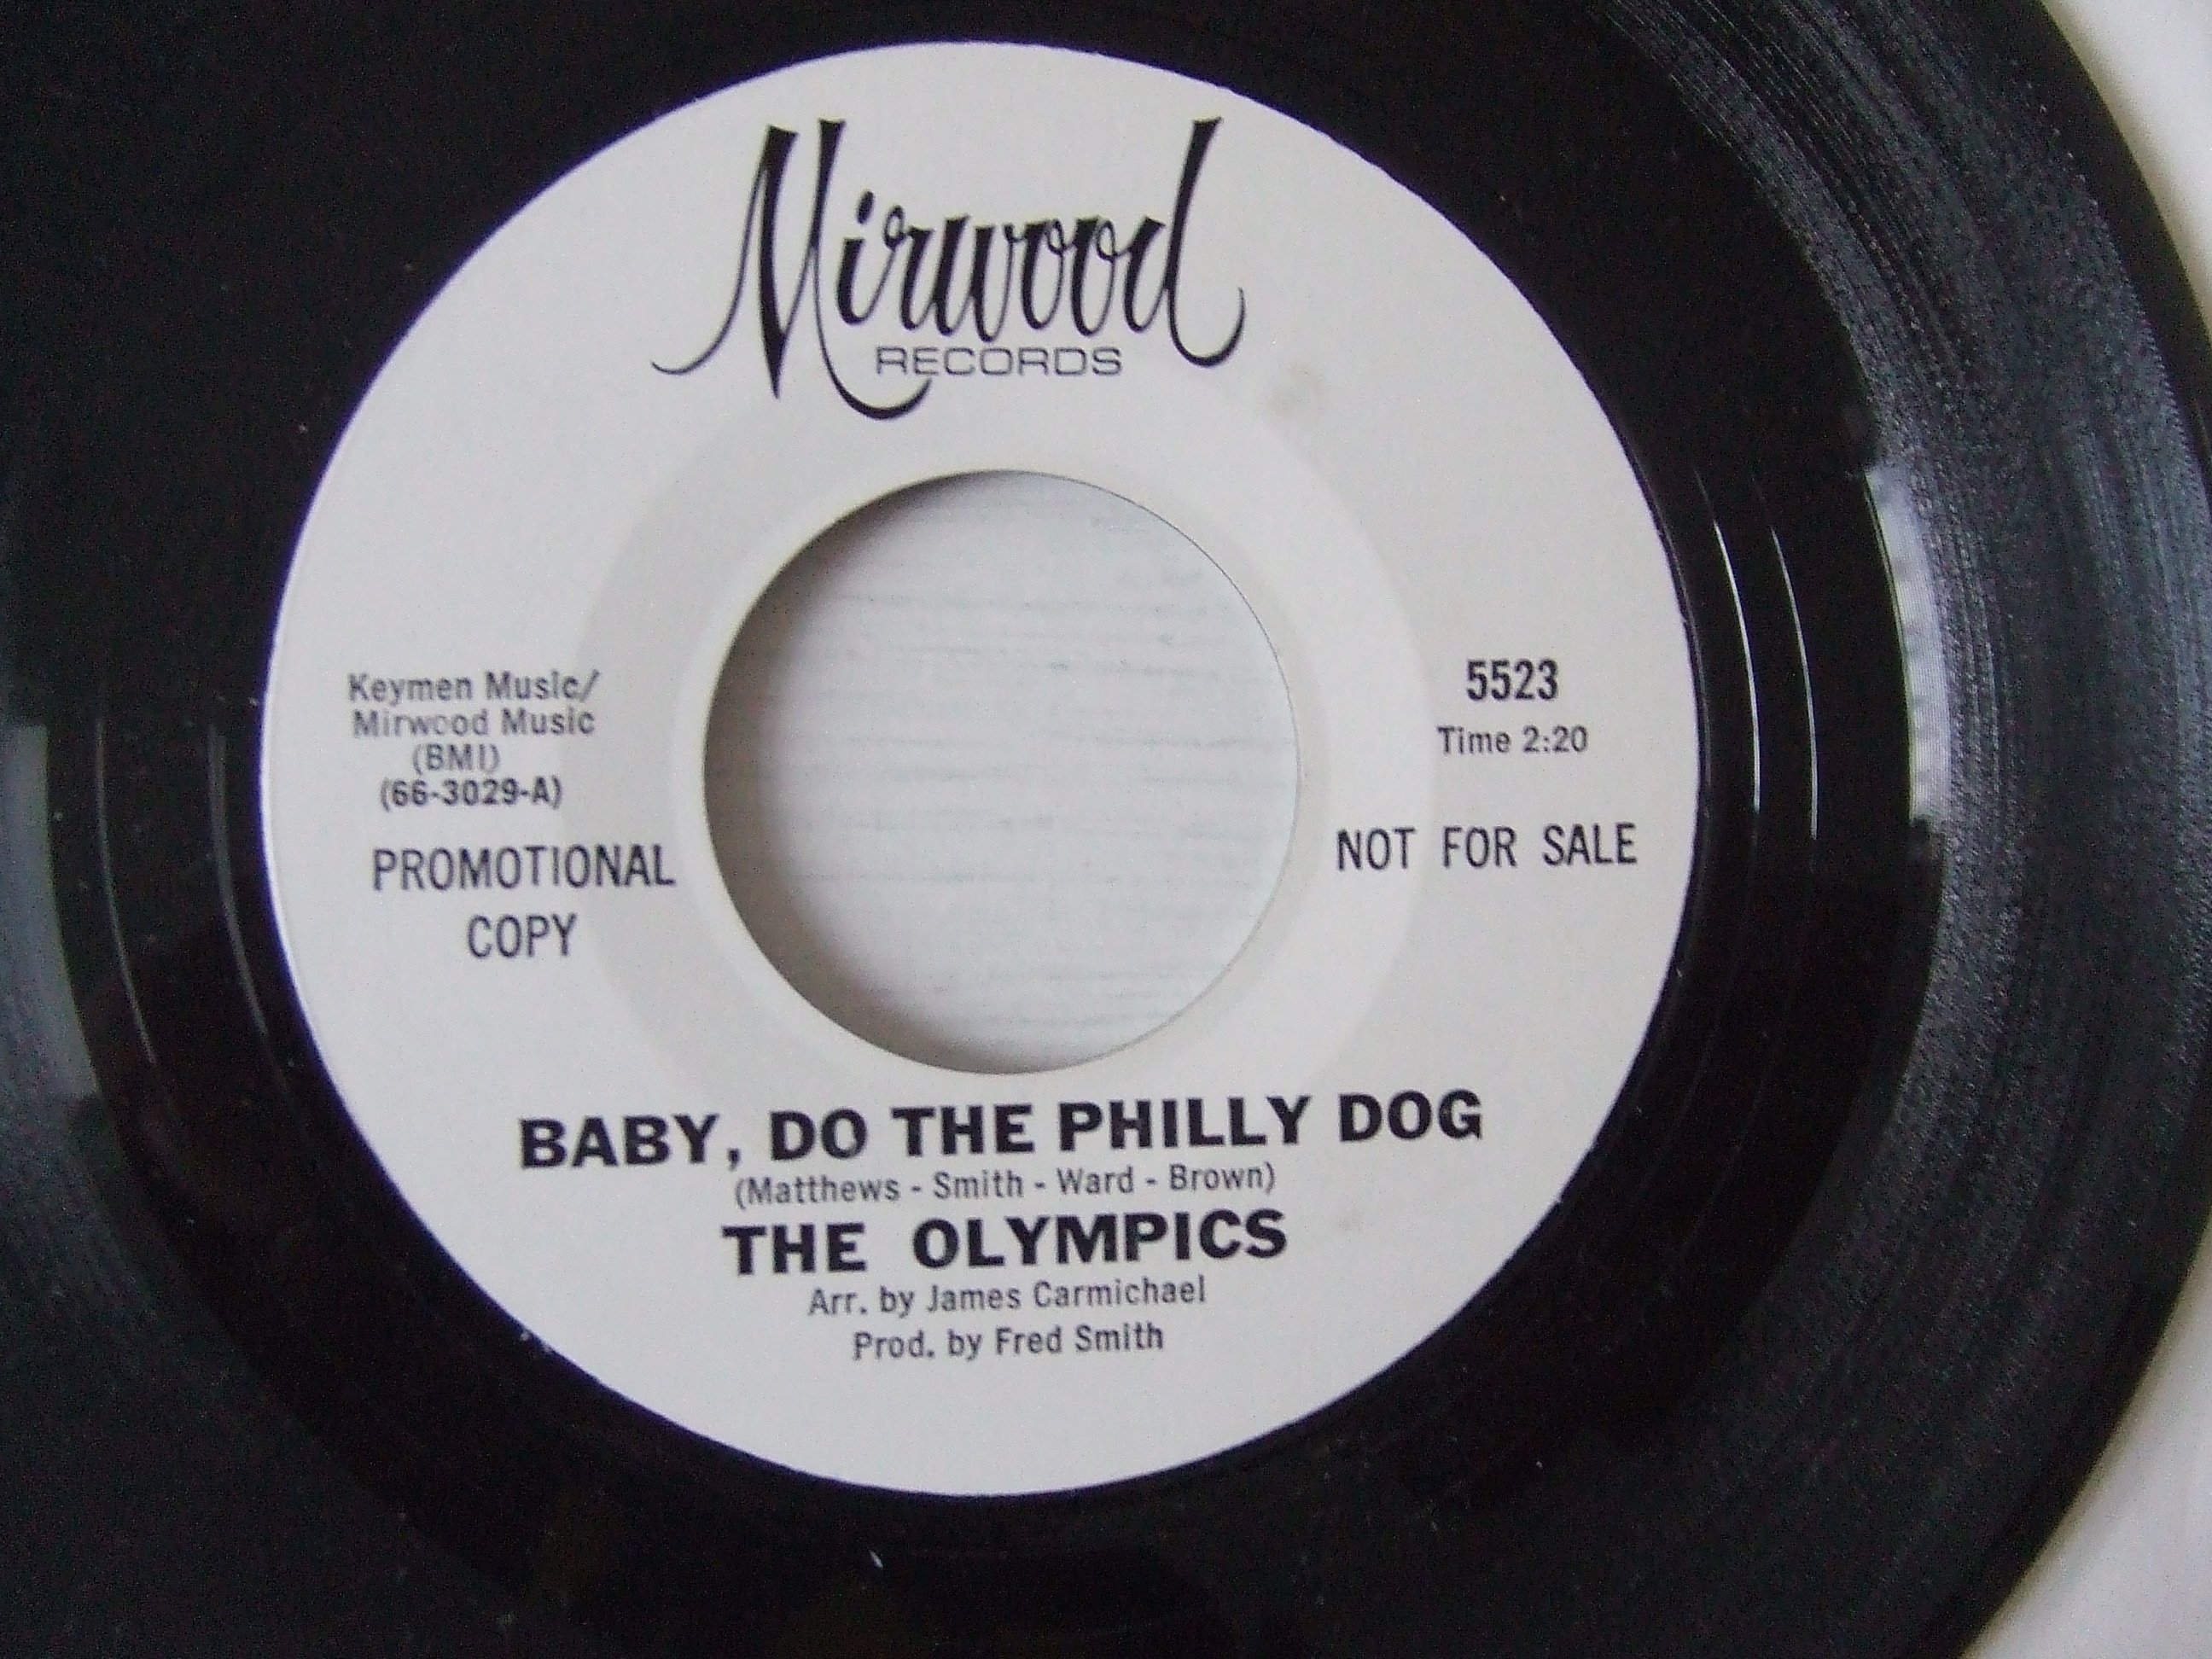 Mirwood
RECORDS
Keymen Music/
Mirwood Music
(BMI)
(66-3029-A)
PROMOTIONAL
COPY
5523
Time 2:20
NOT FOR SALE
BABY, DO THE PHILLY DOG
(Matthews - Smith - Ward - Brown)
THE OLYMPICS
Arr. by James Carmichael
Prod. by Fred Smith